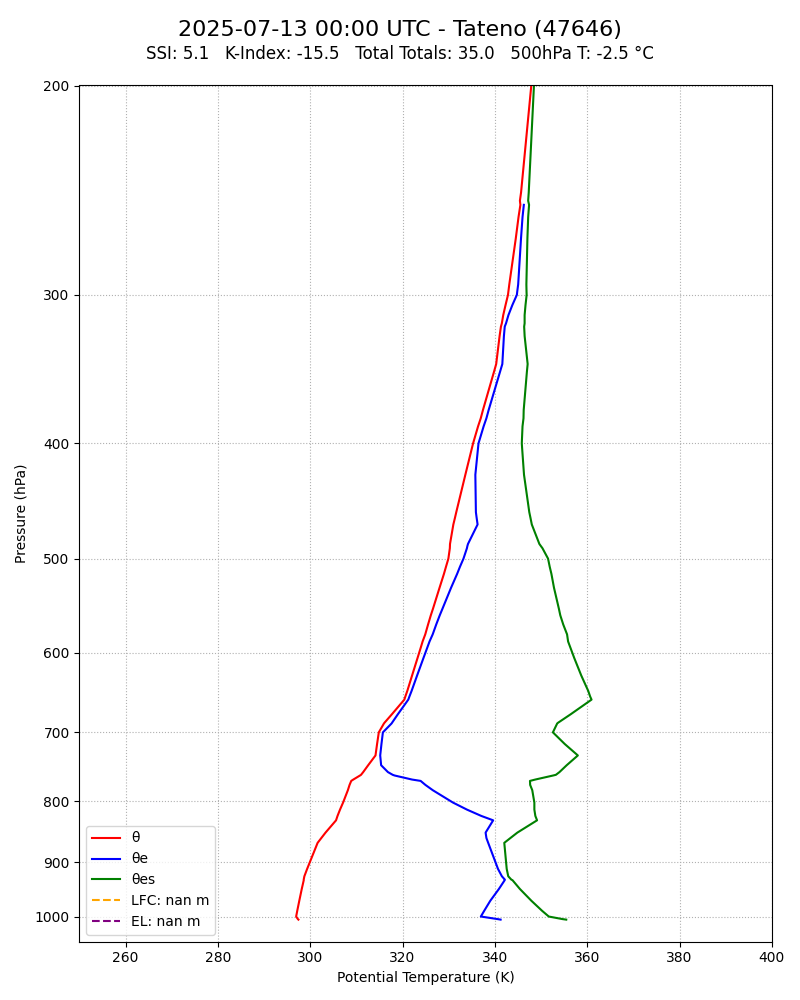 2025-07-13 00:00 UTC - Tateno (47646)
SSI: 5.1 K-Index: -15.5 Total Totals: 35.0 500hPa T: -2.5 °C
200
300
400
500
600
700
800
900
1000
Pressure (hPa)
θ
θe
θes
LFC: nan m
EL: nan m
260 280 300 320 340 360 380 400
Potential Temperature (K)